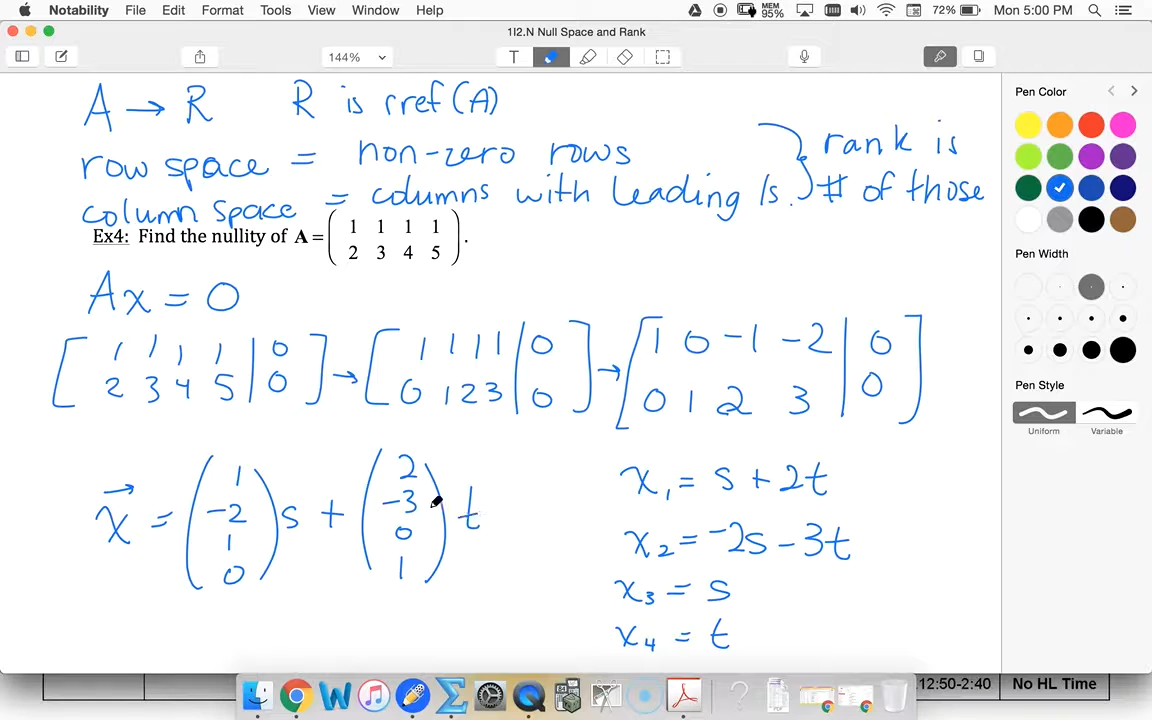 Notability File Edit Format Tools View Window Help MEM 95% 72% Mon 5:00 PM
1I2.N Null Space and Rank
144% T
A → R R is rref(A)
row space = non-zero rows
column space = columns with leading 1s.
} rank is
# of those
Ex4: Find the nullity of A = ( 1 1 1 1
2 3 4 5 ).
Ax = 0
[ 1 1 1 1 | 0 ] → [ 1 1 1 1 | 0 ] → [ 1 0 -1 -2 | 0 ]
[ 2 3 4 5 | 0 ] [ 0 1 2 3 | 0 ] [ 0 1 2 3 | 0 ]
x⃗ = ( 1 -2 1 0 ) s + ( 2 -3 0 1 ) t
x₁ = s + 2t
x₂ = -2s - 3t
x₃ = s
x₄ = t
Pen Color
Pen Width
Pen Style
Uniform Variable
12:50-2:40 No HL Time